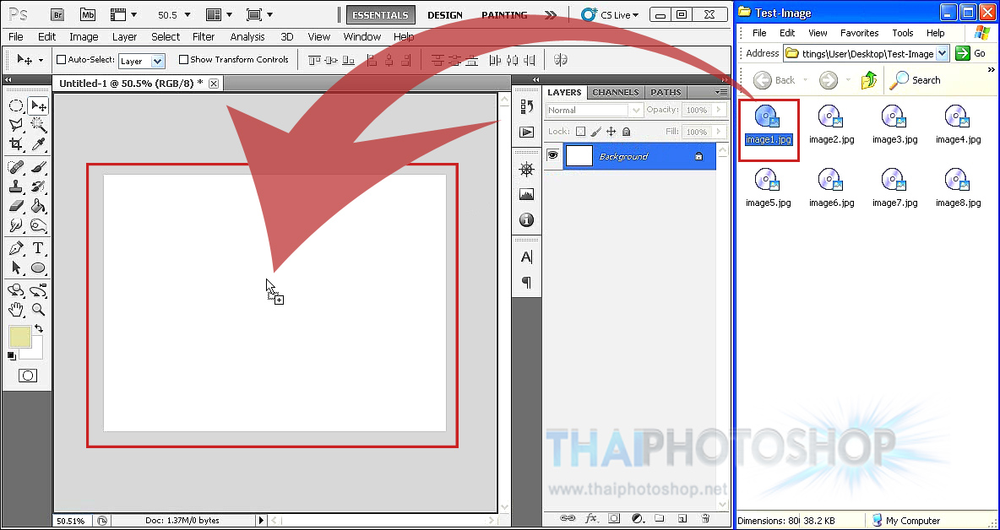 Ps Br Mb 50.5 ESSENTIALS DESIGN PAINTING CS Live
File Edit Image Layer Select Filter Analysis 3D View Window Help
Auto-Select: Layer Show Transform Controls
Untitled-1 @ 50.5% (RGB/8) *
LAYERS CHANNELS PATHS
Normal Opacity: 100%
Lock: Fill: 100%
Background
T
A
50.51% Doc: 1.37M/0 bytes
fx
Test-Image
File Edit View Favorites Tools Help
Address ttings\User\Desktop\Test-Image Go
Back Search
image1.jpg image2.jpg image3.jpg image4.jpg
image5.jpg image6.jpg image7.jpg image8.jpg
THAIPHOTOSHOP
www.thaiphotoshop.net
Dimensions: 80 38.2 KB My Computer